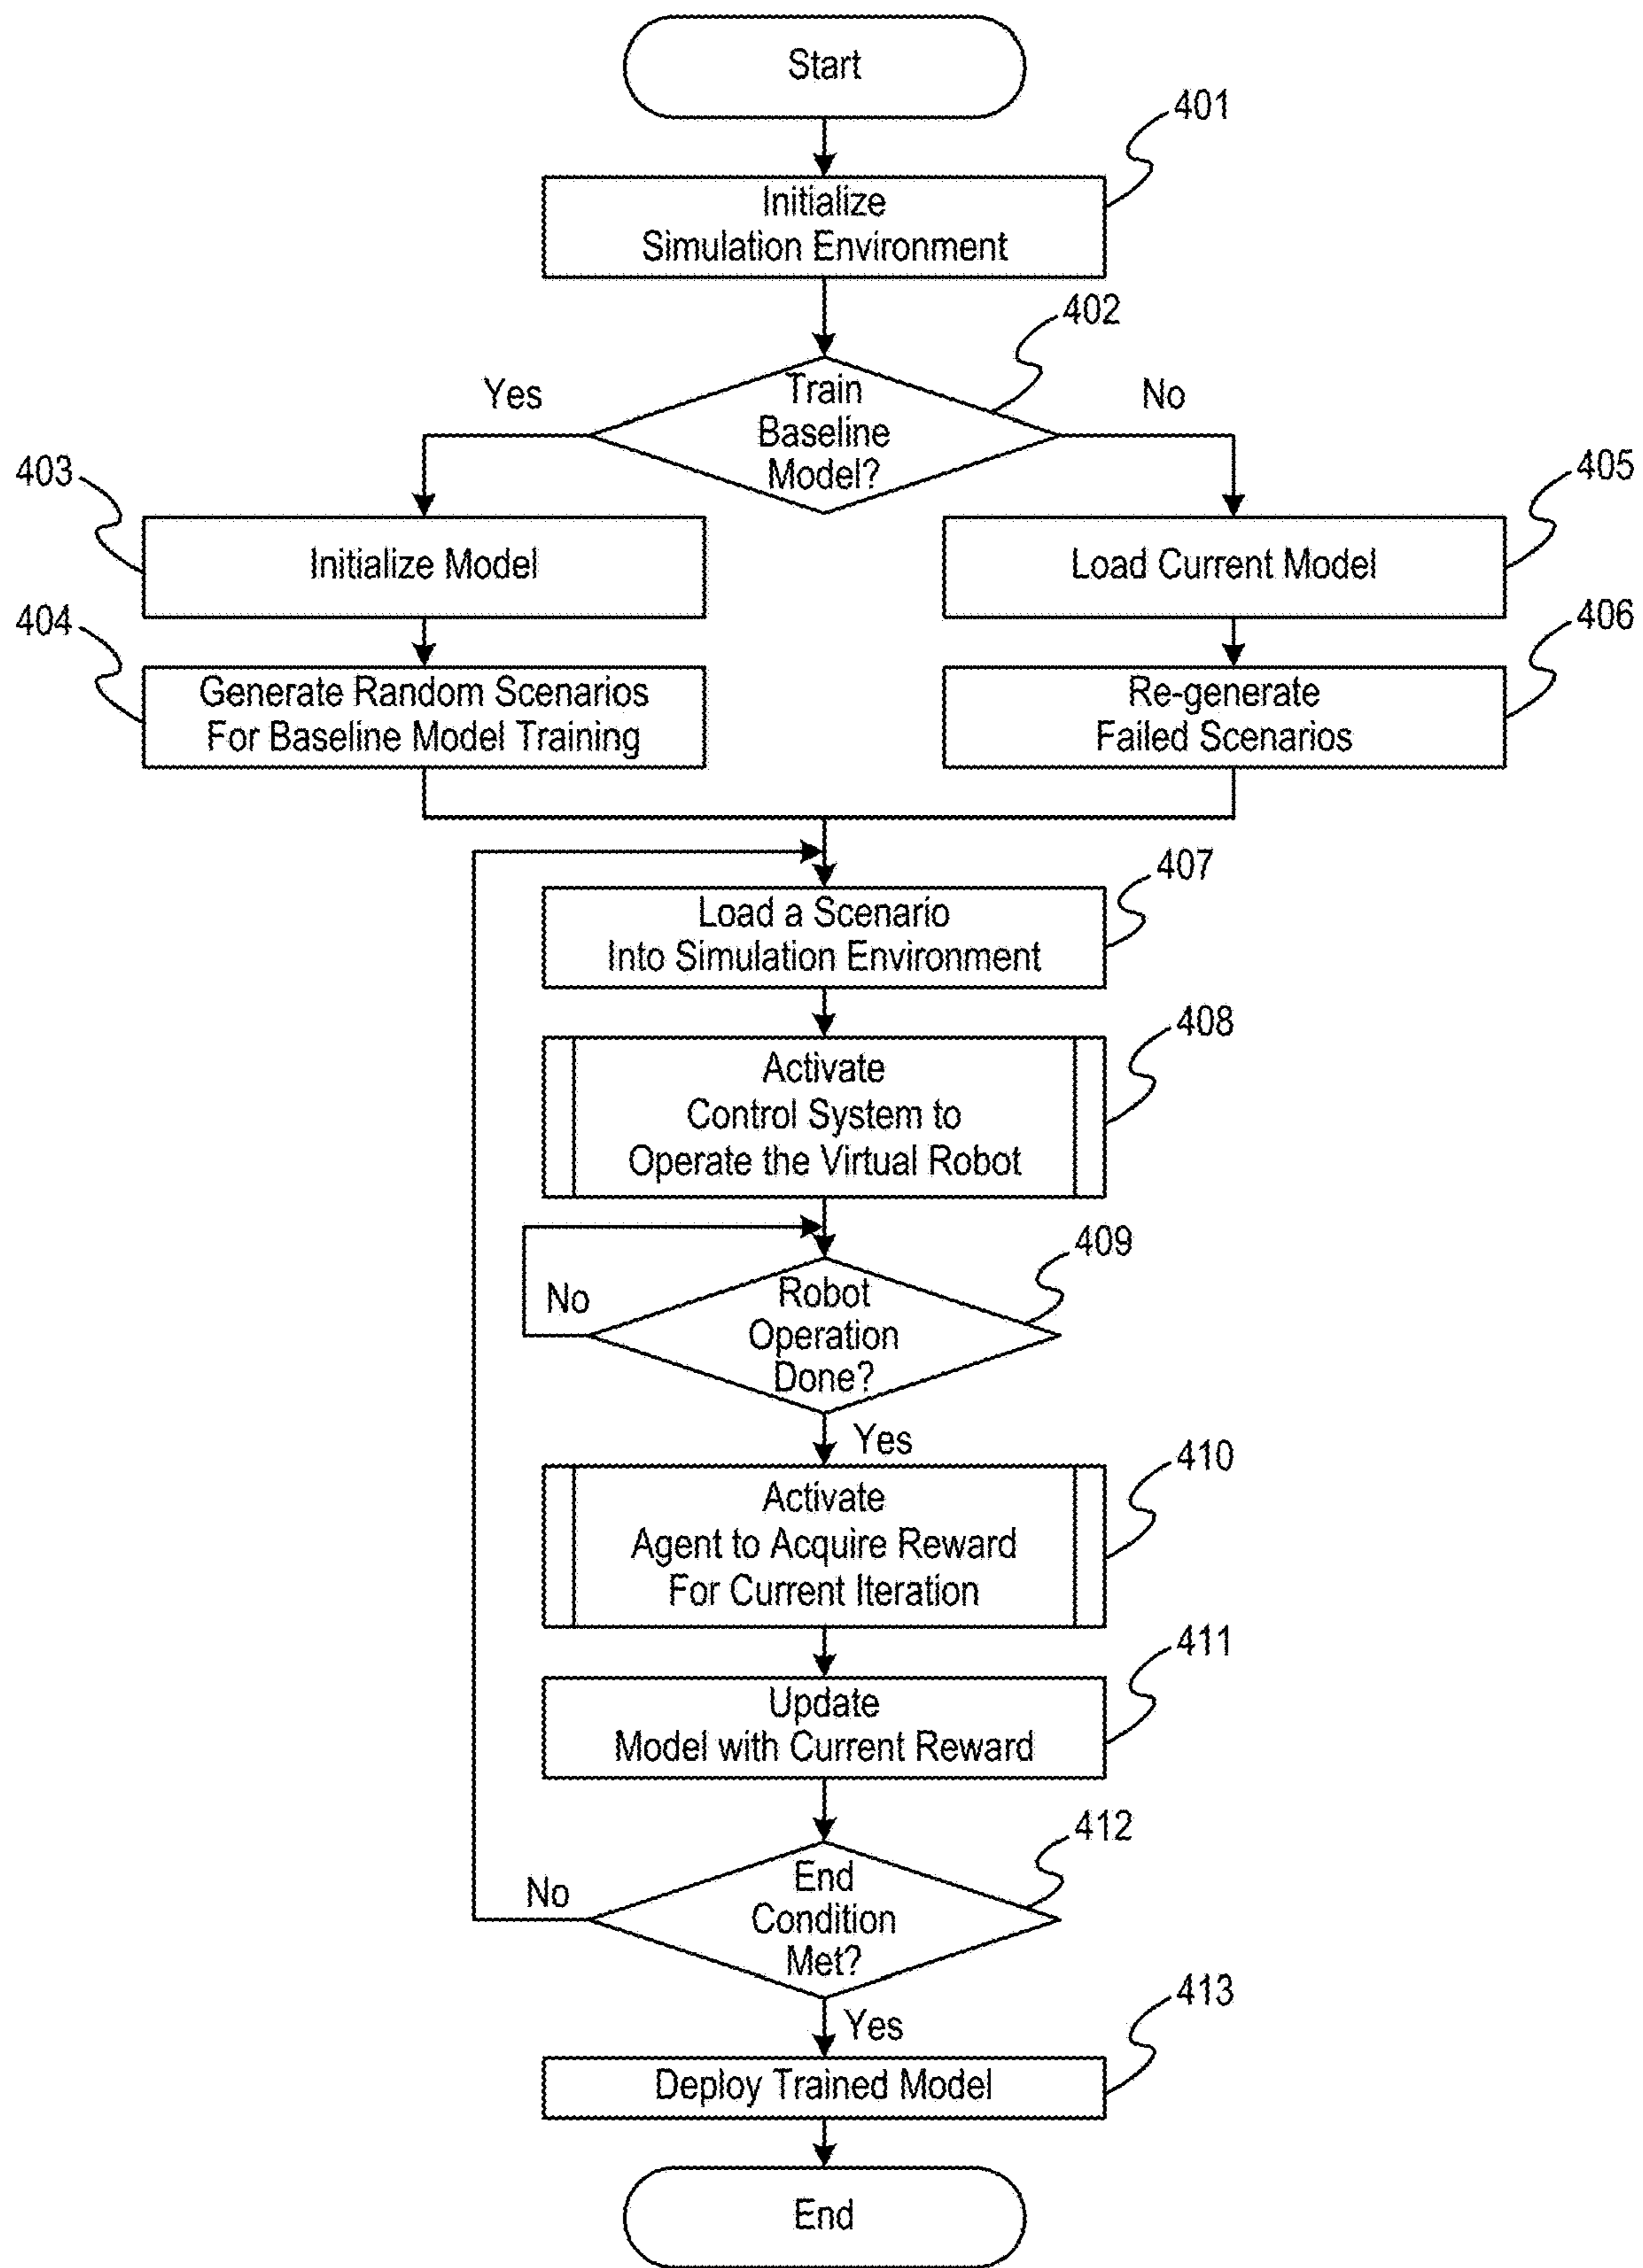 Start
401
Initialize
Simulation Environment
402
Yes
Train
Baseline
Model?
No
403
405
Initialize Model
Load Current Model
404
406
Generate Random Scenarios
For Baseline Model Training
Re-generate
Failed Scenarios
407
Load a Scenario
Into Simulation Environment
408
Activate
Control System to
Operate the Virtual Robot
409
No
Robot
Operation
Done?
Yes
410
Activate
Agent to Acquire Reward
For Current Iteration
411
Update
Model with Current Reward
412
No
End
Condition
Met?
413
Yes
Deploy Trained Model
End